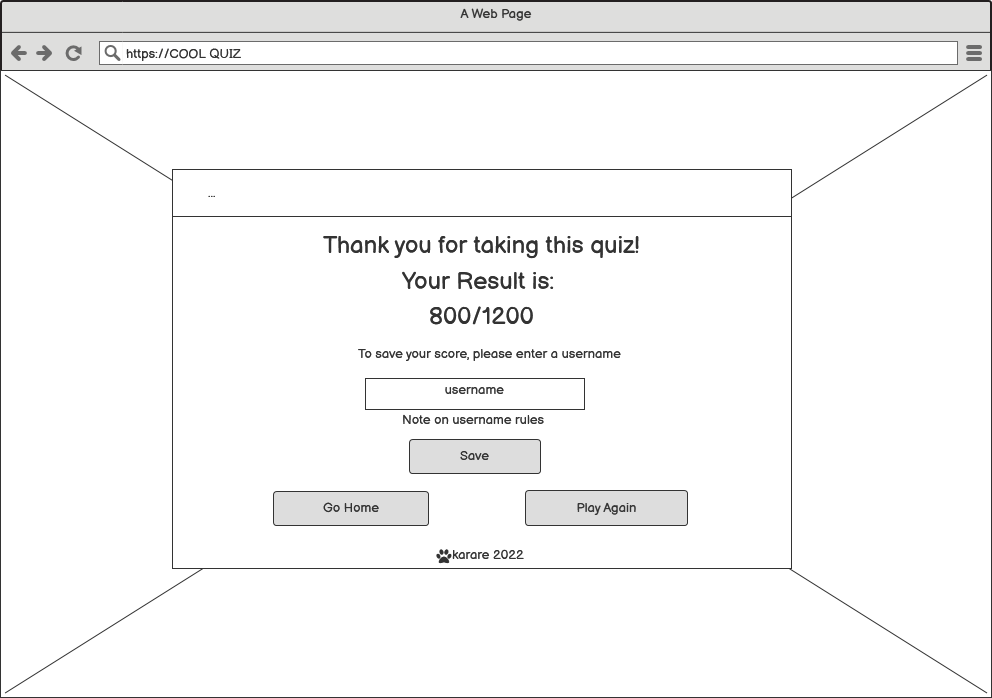 A Web Page
https://COOL QUIZ
...
Thank you for taking this quiz!
Your Result is:
800/1200
To save your score, please enter a username
username
Note on username rules
Save
Go Home
Play Again
karare 2022